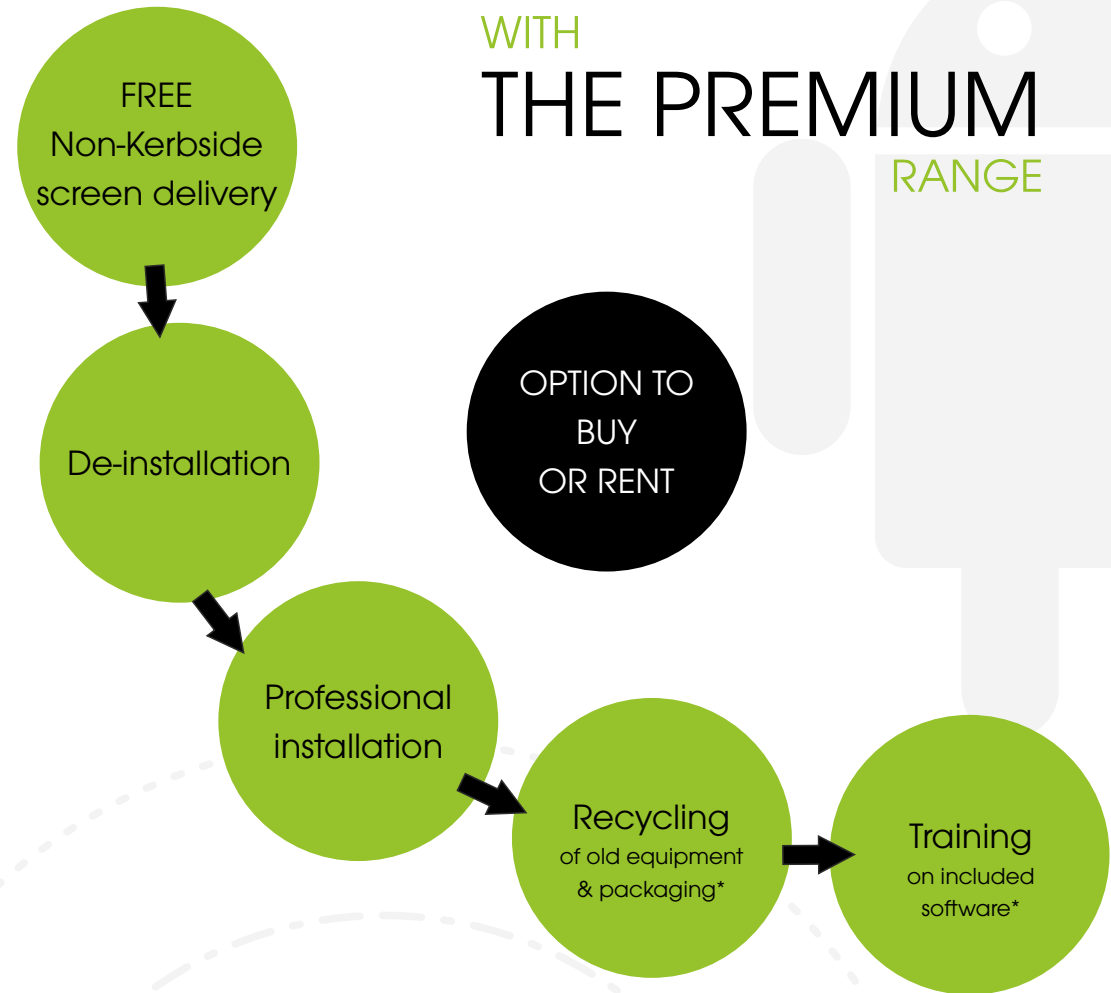 WITH
THE PREMIUM
RANGE
FREE
Non-Kerbside
screen delivery
De-installation
OPTION TO
BUY
OR RENT
Professional
installation
Recycling
of old equipment
& packaging*
Training
on included
software*